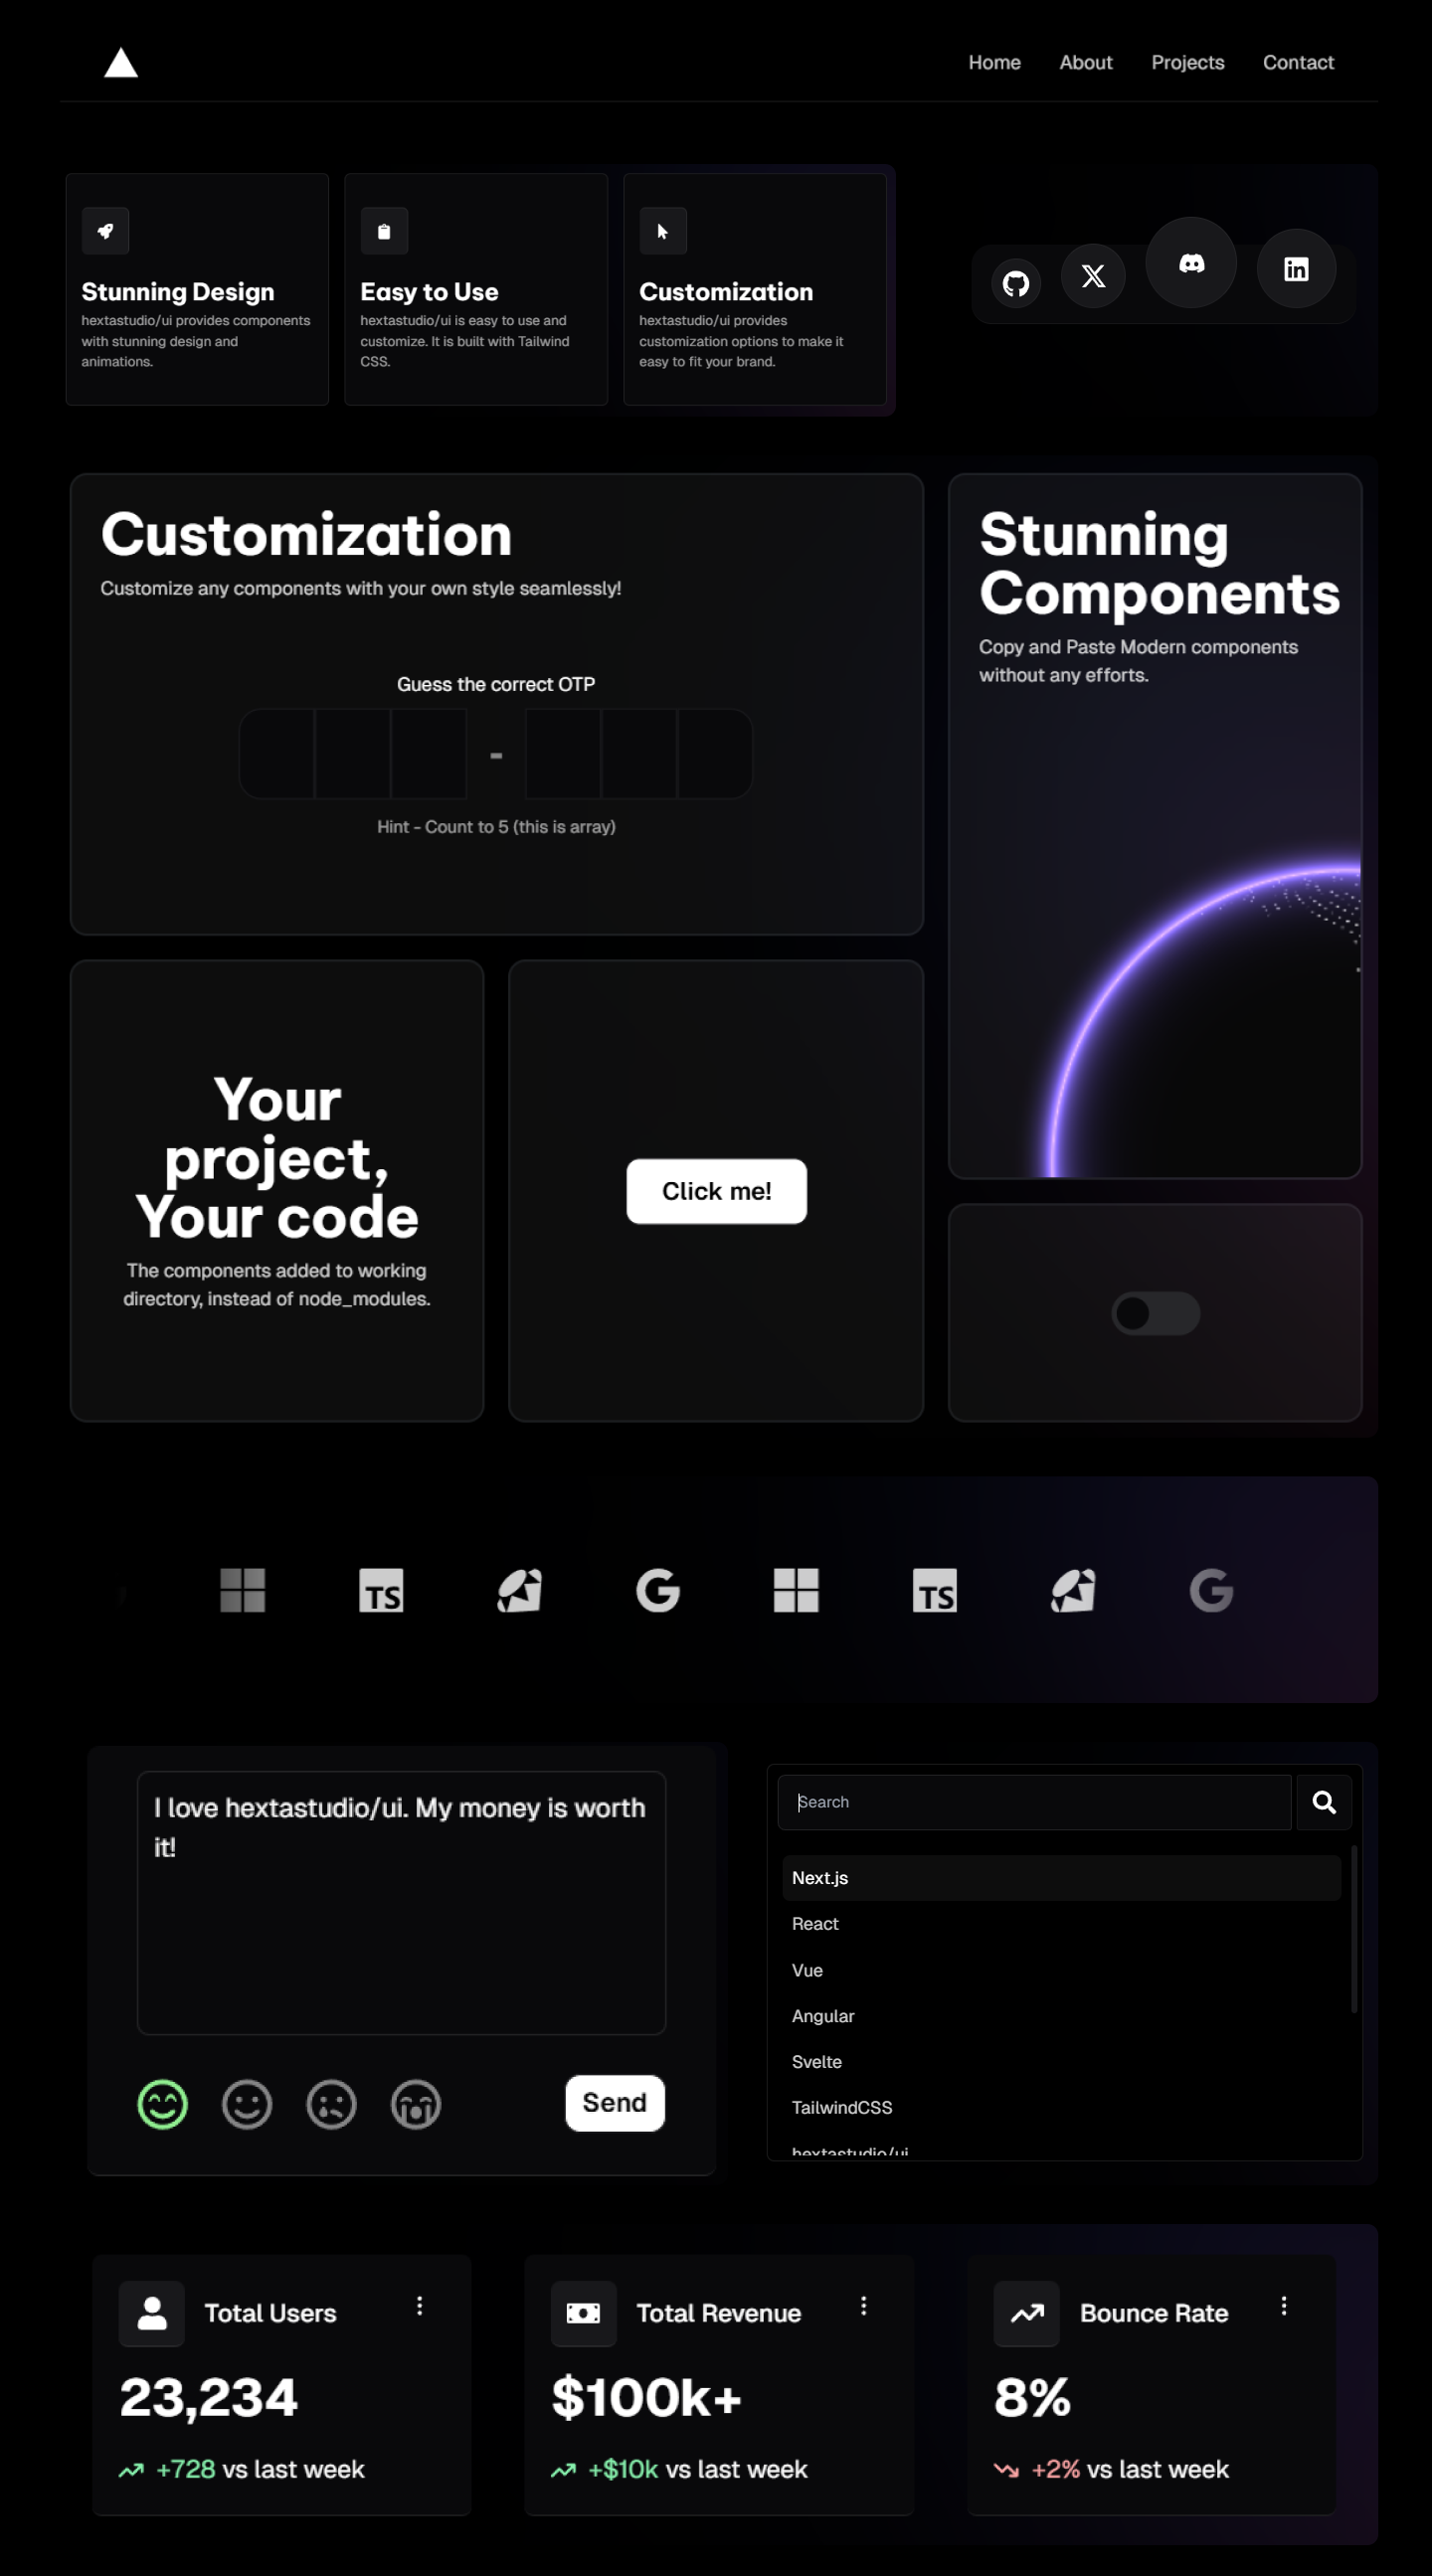 Home About Projects Contact
Stunning Design
hextastudio/ui provides components
with stunning design and
animations.
Easy to Use
hextastudio/ui is easy to use and
customize. It is built with Tailwind
CSS.
Customization
hextastudio/ui provides
customization options to make it
easy to fit your brand.
Customization
Customize any components with your own style seamlessly!
Guess the correct OTP
-
Hint - Count to 5 (this is array)
Stunning
Components
Copy and Paste Modern components
without any efforts.
Your
project,
Your code
The components added to working
directory, instead of node_modules.
Click me!
TS
G
TS
G
I love hextastudio/ui. My money is worth
it!
Send
Search
Next.js
React
Vue
Angular
Svelte
TailwindCSS
hextastudio/ui
Total Users
23,234
+728 vs last week
Total Revenue
$100k+
+$10k vs last week
Bounce Rate
8%
+2% vs last week